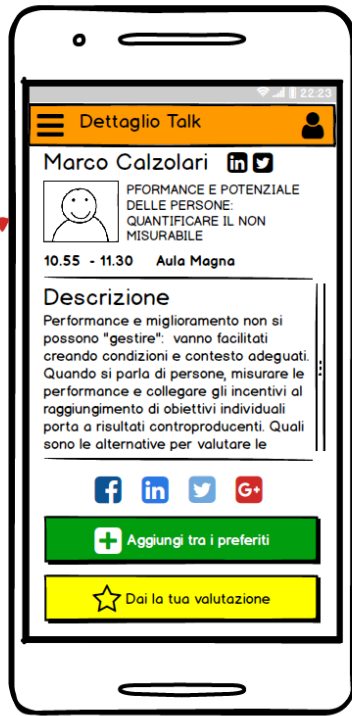 22:23
Dettaglio Talk
Marco Calzolari in
PFORMANCE E POTENZIALE
DELLE PERSONE:
QUANTIFICARE IL NON
MISURABILE
10.55 - 11.30 Aula Magna
Descrizione
Performance e miglioramento non si
possono "gestire": vanno facilitati
creando condizioni e contesto adeguati.
Quando si parla di persone, misurare le
performance e collegare gli incentivi al
raggiungimento di obiettivi individuali
porta a risultati controproducenti. Quali
sono le alternative per valutare le
f in G+
Aggiungi tra i preferiti
Dai la tua valutazione